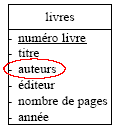 livres
- numéro livre
- titre
- auteurs
- éditeur
- nombre de pages
- année